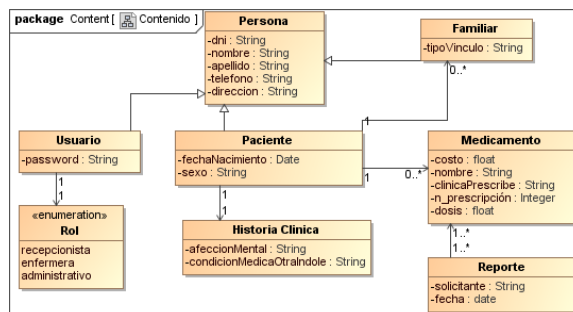 package Content [ Contenido ]
Persona
-dni : String
-nombre : String
-apellido : String
-telefono : String
-direccion : String
Familiar
-tipoVinculo : String
0..*
1
Usuario
-password : String
Paciente
-fechaNacimiento : Date
-sexo : String
1
0..*
Medicamento
-costo : float
-nombre : String
-clinicaPrescribe : String
-n_prescripción : Integer
-dosis : float
1
1
«enumeration»
Rol
recepcionista
enfermera
administrativo
1
1
Historia Clinica
-afeccionMental : String
-condicionMedicaOtraIndole : String
1..*
1..*
Reporte
-solicitante : String
-fecha : date